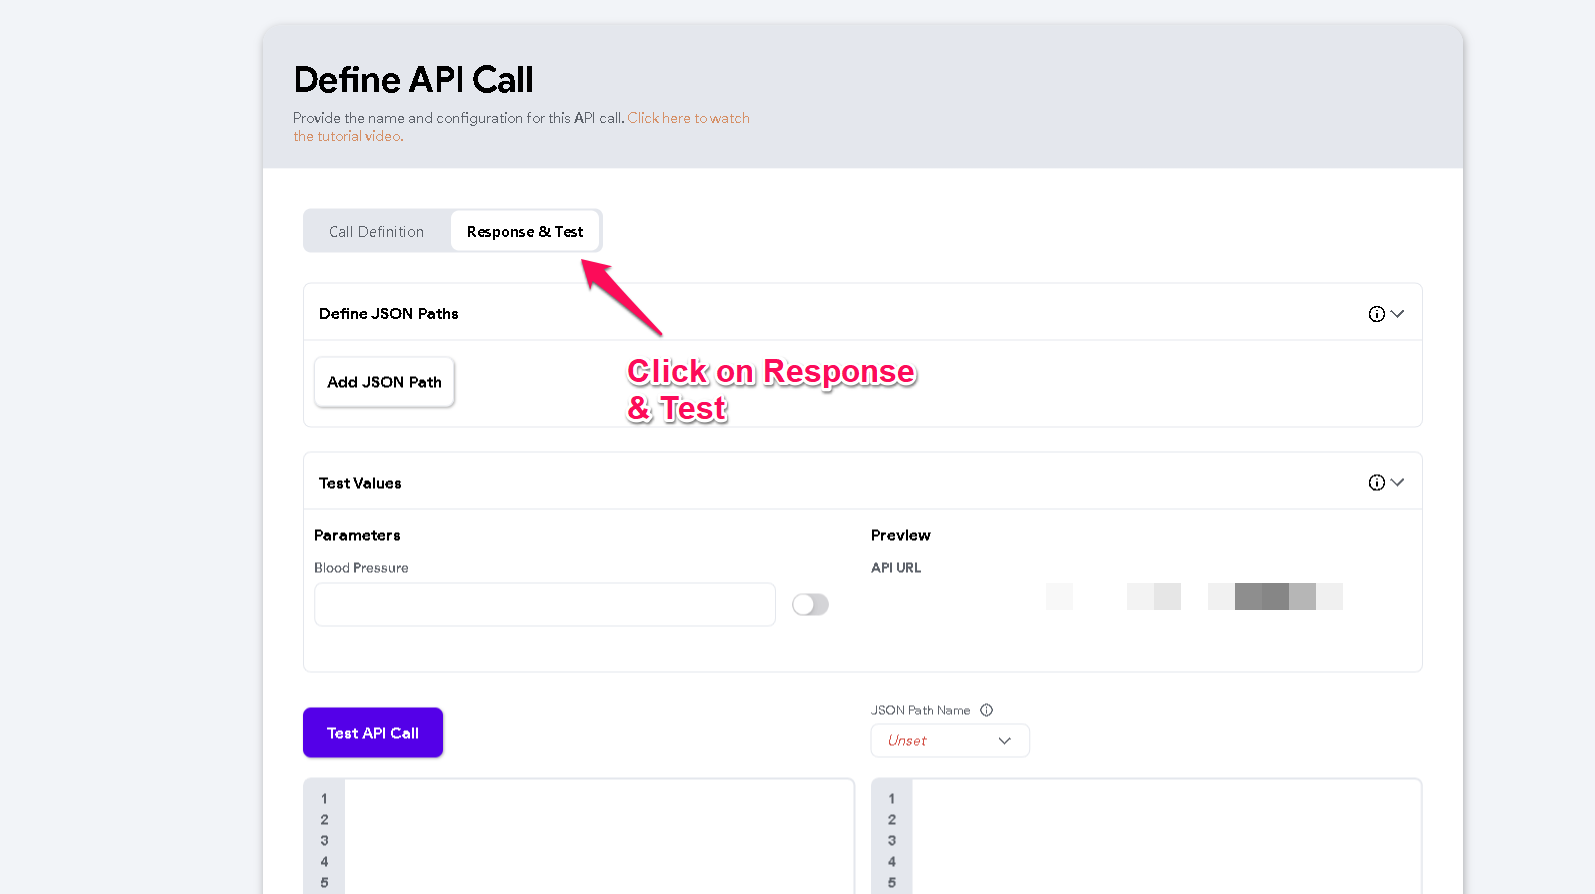 Define API Call
Provide the name and configuration for this API call. Click here to watch
the tutorial video.
Call Definition
Response & Test
Define JSON Paths
Add JSON Path
Click on Response
& Test
Test Values
Parameters
Preview
Blood Pressure
API URL
Test API Call
JSON Path Name
Unset
1
2
3
4
5
1
2
3
4
5